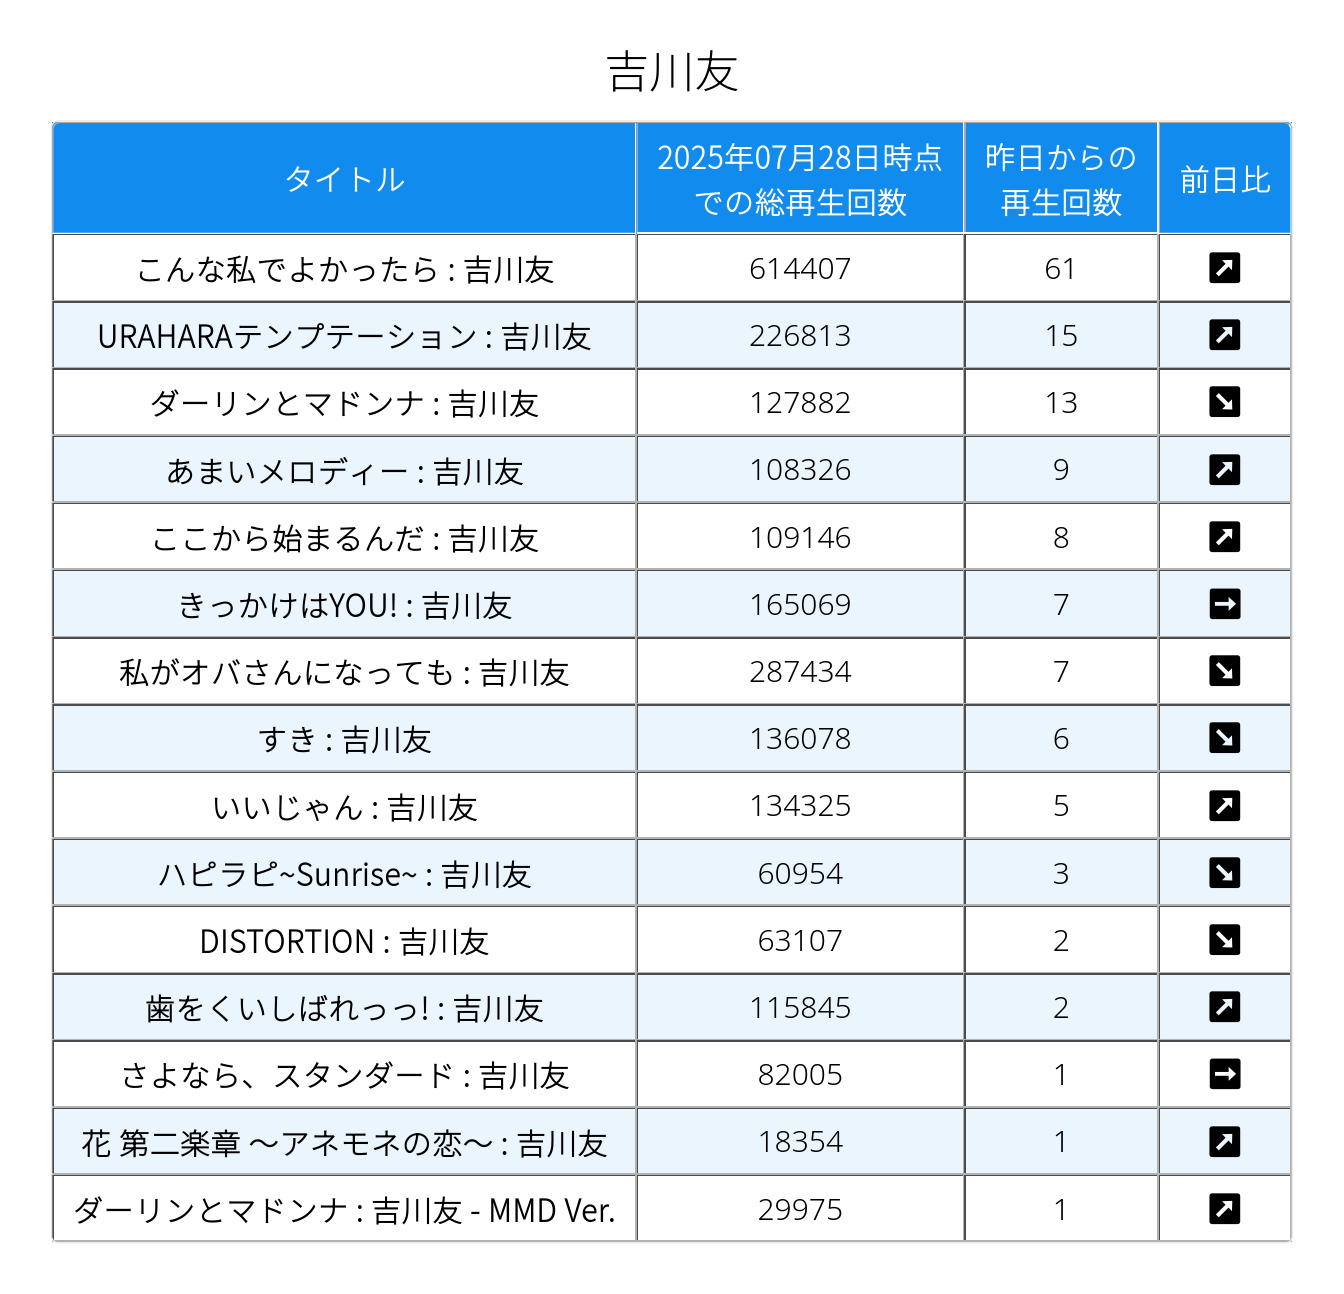 吉川友
タイトル
2025年07月28日時点
での総再生回数
昨日からの
再生回数
前日比
こんな私でよかったら : 吉川友 614407 61
URAHARAテンプテーション : 吉川友 226813 15
ダーリンとマドンナ : 吉川友 127882 13
あまいメロディー : 吉川友 108326 9
ここから始まるんだ : 吉川友 109146 8
きっかけはYOU! : 吉川友 165069 7
私がオバさんになっても : 吉川友 287434 7
すき : 吉川友 136078 6
いいじゃん : 吉川友 134325 5
ハピラピ~Sunrise~ : 吉川友 60954 3
DISTORTION : 吉川友 63107 2
歯をくいしばれっっ! : 吉川友 115845 2
さよなら、スタンダード : 吉川友 82005 1
花 第二楽章 〜アネモネの恋〜 : 吉川友 18354 1
ダーリンとマドンナ : 吉川友 - MMD Ver. 29975 1